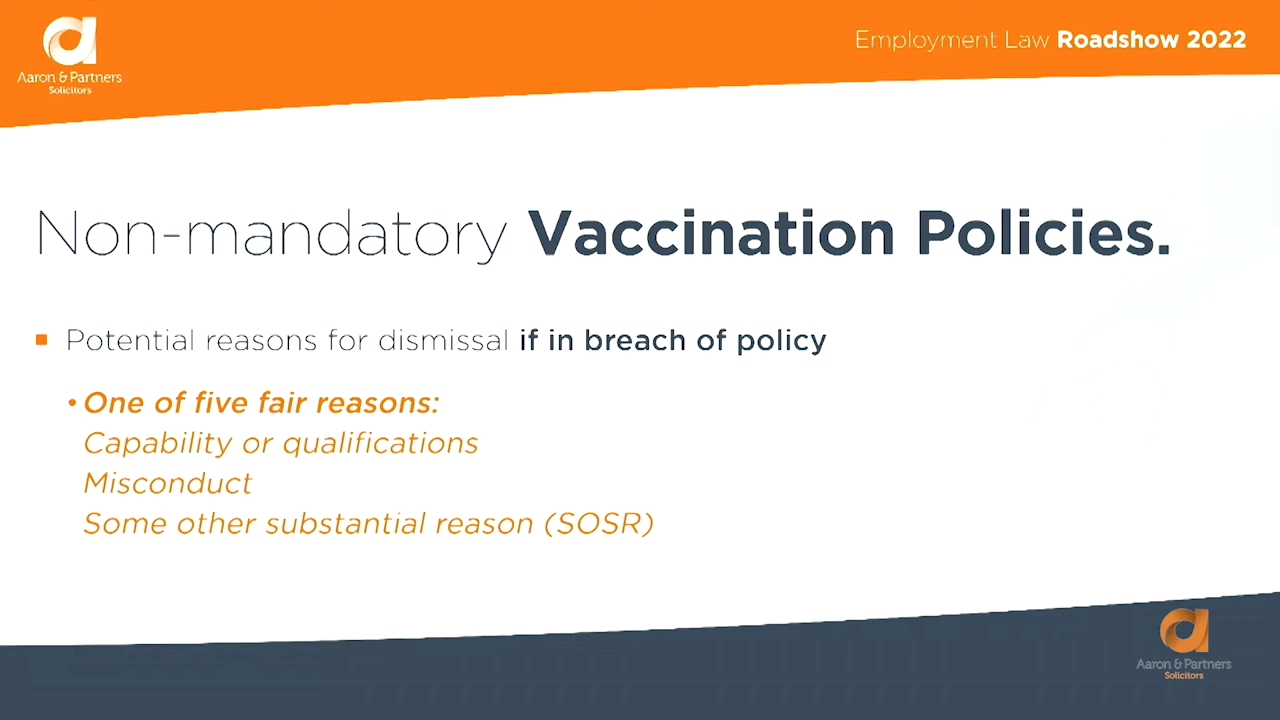 Aaron & Partners
Solicitors
Employment Law Roadshow 2022
Non-mandatory Vaccination Policies.
Potential reasons for dismissal if in breach of policy
• One of five fair reasons:
Capability or qualifications
Misconduct
Some other substantial reason (SOSR)
Aaron & Partners
Solicitors